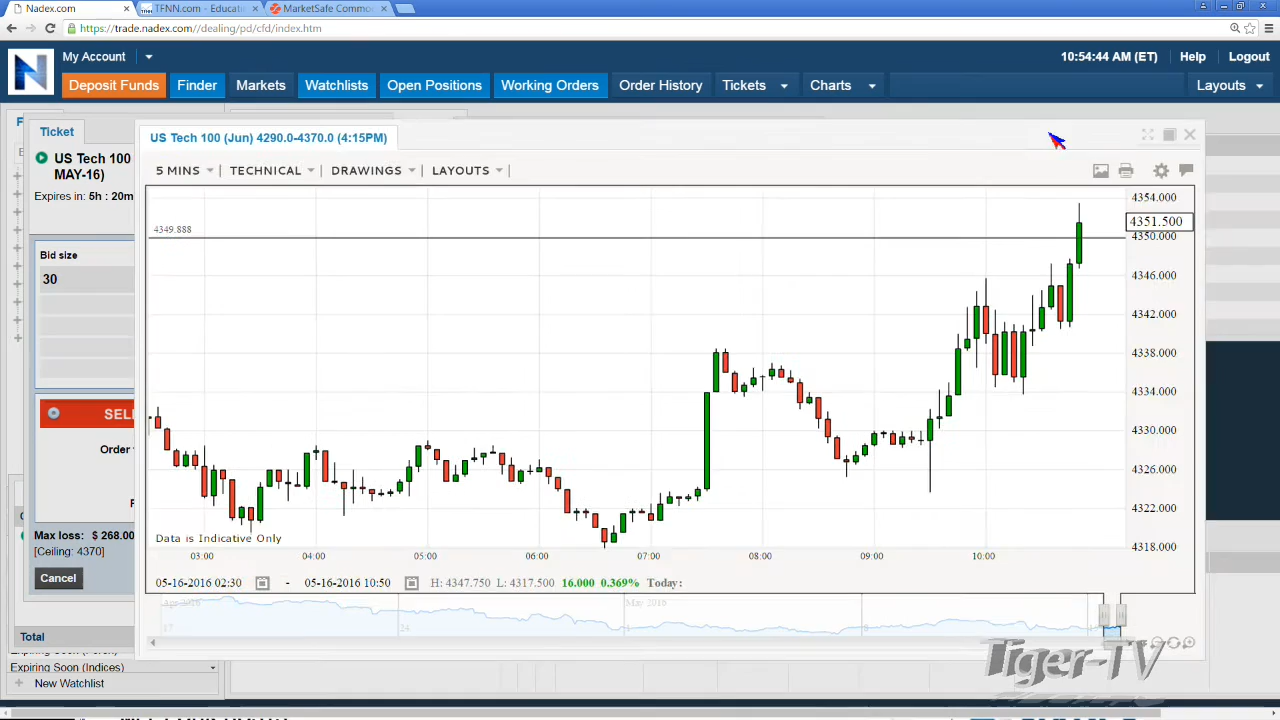 Nadex.com
TFNN.com - Educati
MarketSafe Commo
https://trade.nadex.com//dealing/pd/cfd/index.htm
N
My Account
10:54:44 AM (ET)
Help
Logout
Deposit Funds
Finder
Markets
Watchlists
Open Positions
Working Orders
Order History
Tickets
Charts
Layouts
F
Ticket
US Tech 100
MAY-16)
Expires in: 5h : 20m
Bid size
30
SEL
Order
Max loss: $ 268.00
[Ceiling: 4370]
Cancel
Total
Expiring Soon (Indices)
New Watchlist
US Tech 100 (Jun) 4290.0-4370.0 (4:15PM)
5 MINS
TECHNICAL
DRAWINGS
LAYOUTS
4349.888
4354.000
4351.500
4350.000
4346.000
4342.000
4338.000
4334.000
4330.000
4326.000
4322.000
4318.000
Data is Indicative Only
03:00
04:00
05:00
06:00
07:00
08:00
09:00
10:00
05-16-2016 02:30 - 05-16-2016 10:50 H: 4347.750 L: 4317.500 16.000 0.369% Today:
Apr 2016
May 2016
17
24
Tiger-TV